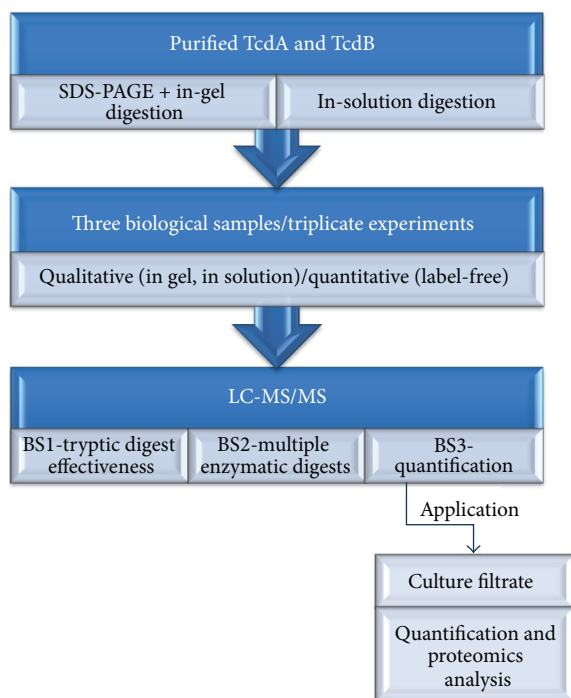 Purified TcdA and TcdB
SDS-PAGE + in-gel
digestion
In-solution digestion
Three biological samples/triplicate experiments
Qualitative (in gel, in solution)/quantitative (label-free)
LC-MS/MS
BS1-tryptic digest
effectiveness
BS2-multiple
enzymatic digests
BS3-
quantification
Application
Culture filtrate
Quantification and
proteomics
analysis